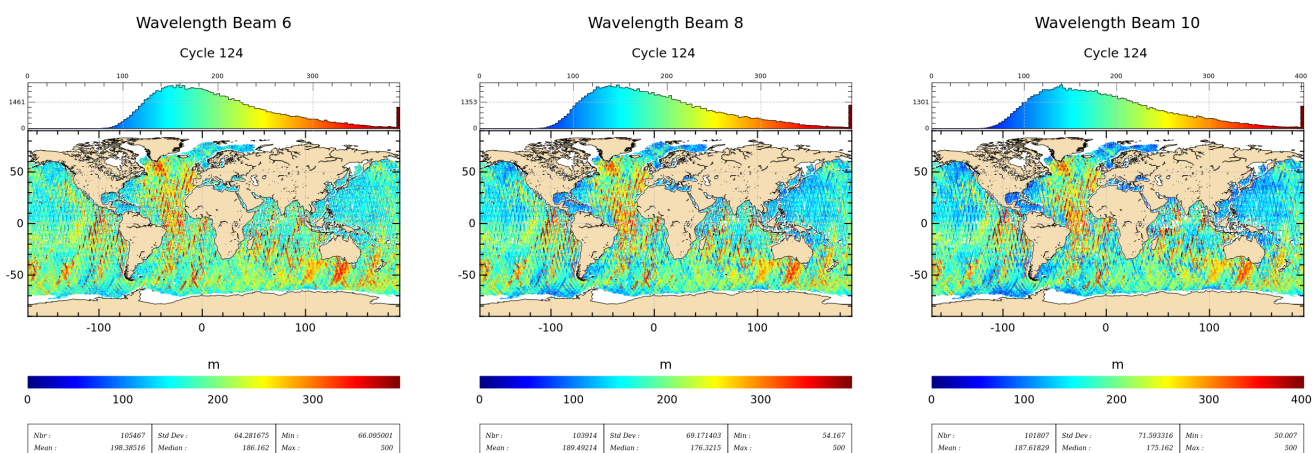 Wavelength Beam 6
Cycle 124
0 100 200 300
1461
0
50
0
-50
-100 0 100
m
0 100 200 300
Nbr : 105467 Std Dev : 64.281675 Min : 66.095001
Mean : 198.38516 Median : 186.162 Max : 500
Wavelength Beam 8
Cycle 124
0 100 200 300
1353
0
50
0
-50
-100 0 100
m
0 100 200 300
Nbr : 103914 Std Dev : 69.171403 Min : 54.167
Mean : 189.49214 Median : 176.3215 Max : 500
Wavelength Beam 10
Cycle 124
0 100 200 300 400
1301
0
50
0
-50
-100 0 100
m
0 100 200 300 400
Nbr : 101807 Std Dev : 71.593316 Min : 50.007
Mean : 187.61829 Median : 175.162 Max : 500